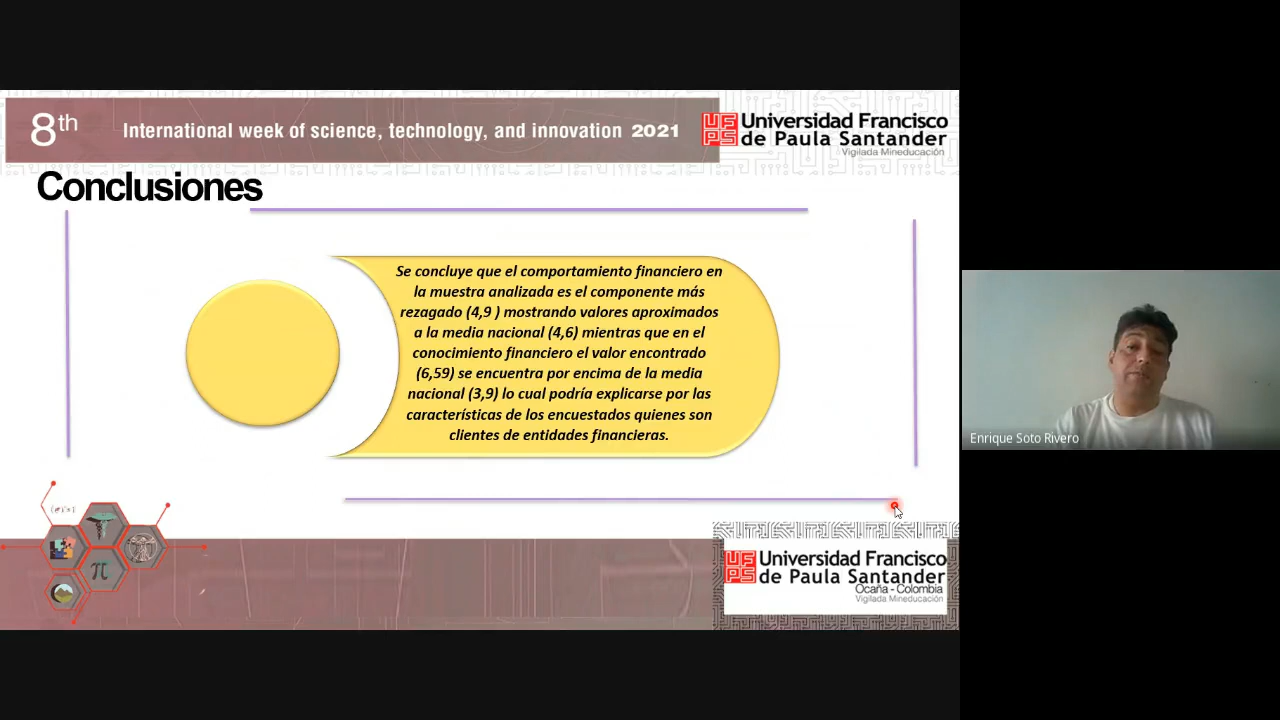 8th
International week of science, technology, and innovation 2021
UFPS
Universidad Francisco
de Paula Santander
Vigilada Mineducación
Conclusiones
Se concluye que el comportamiento financiero en
la muestra analizada es el componente más
rezagado (4,9 ) mostrando valores aproximados
a la media nacional (4,6) mientras que en el
conocimiento financiero el valor encontrado
(6,59) se encuentra por encima de la media
nacional (3,9) lo cual podría explicarse por las
características de los encuestados quienes son
clientes de entidades financieras.
Enrique Soto Rivero
π
UFPS
Universidad Francisco
de Paula Santander
Ocaña - Colombia
Vigilada Mineducación